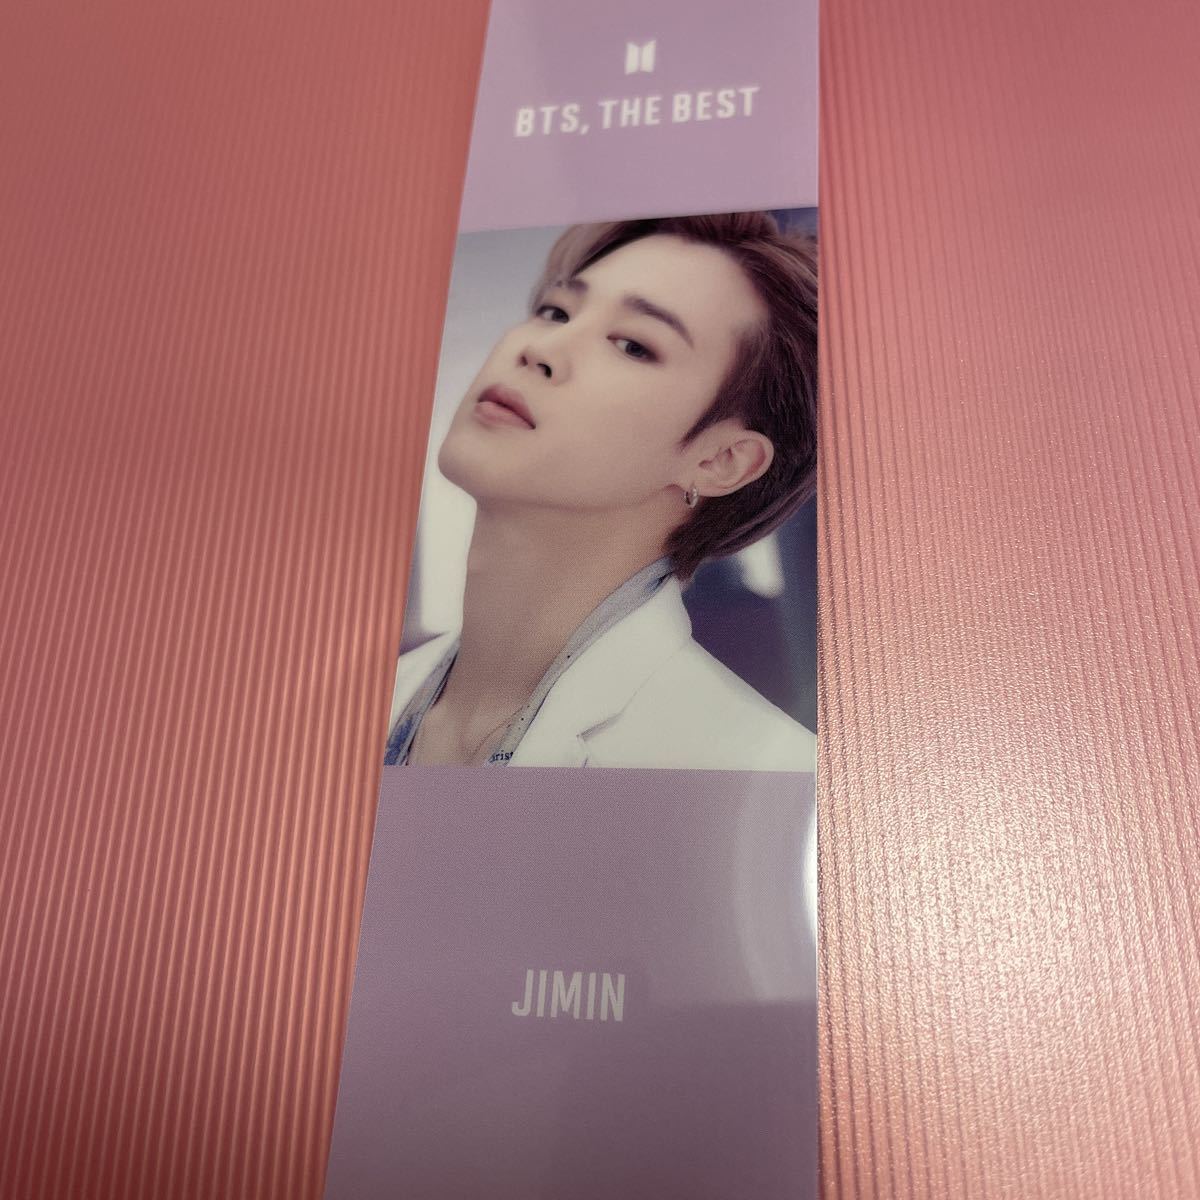 BTS, THE BEST
JIMIN